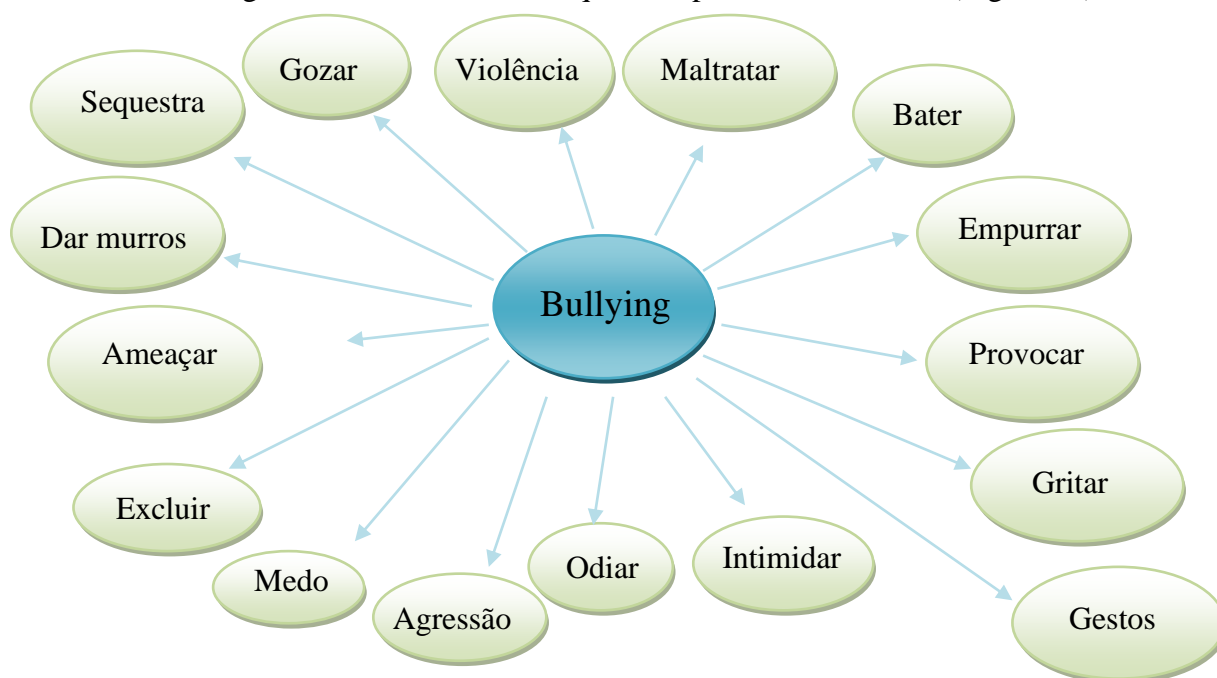 Gozar
Violência
Maltratar
Sequestra
Bater
Dar murros
Empurrar
Bullying
Ameaçar
Provocar
Gritar
Excluir
Intimidar
Odiar
Medo
Agressão
Gestos